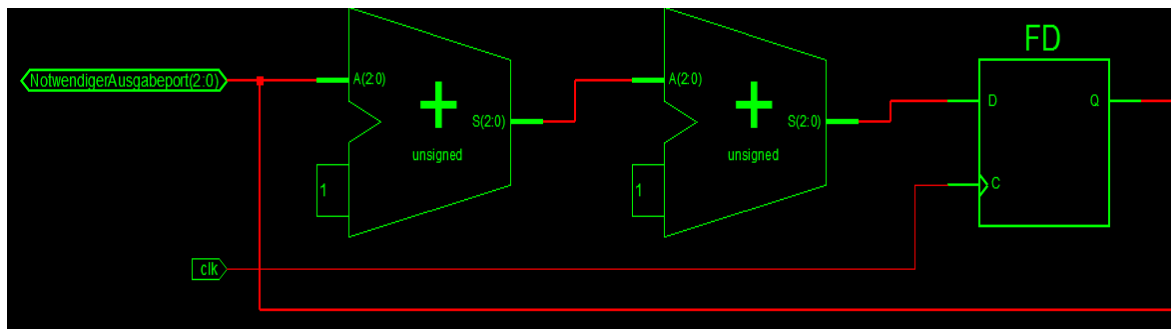 FD
NotwendigerAusgabeport(2:0)
A(2:0)
+
S(2:0)
unsigned
1
A(2:0)
+
S(2:0)
unsigned
1
D
Q
C
clk